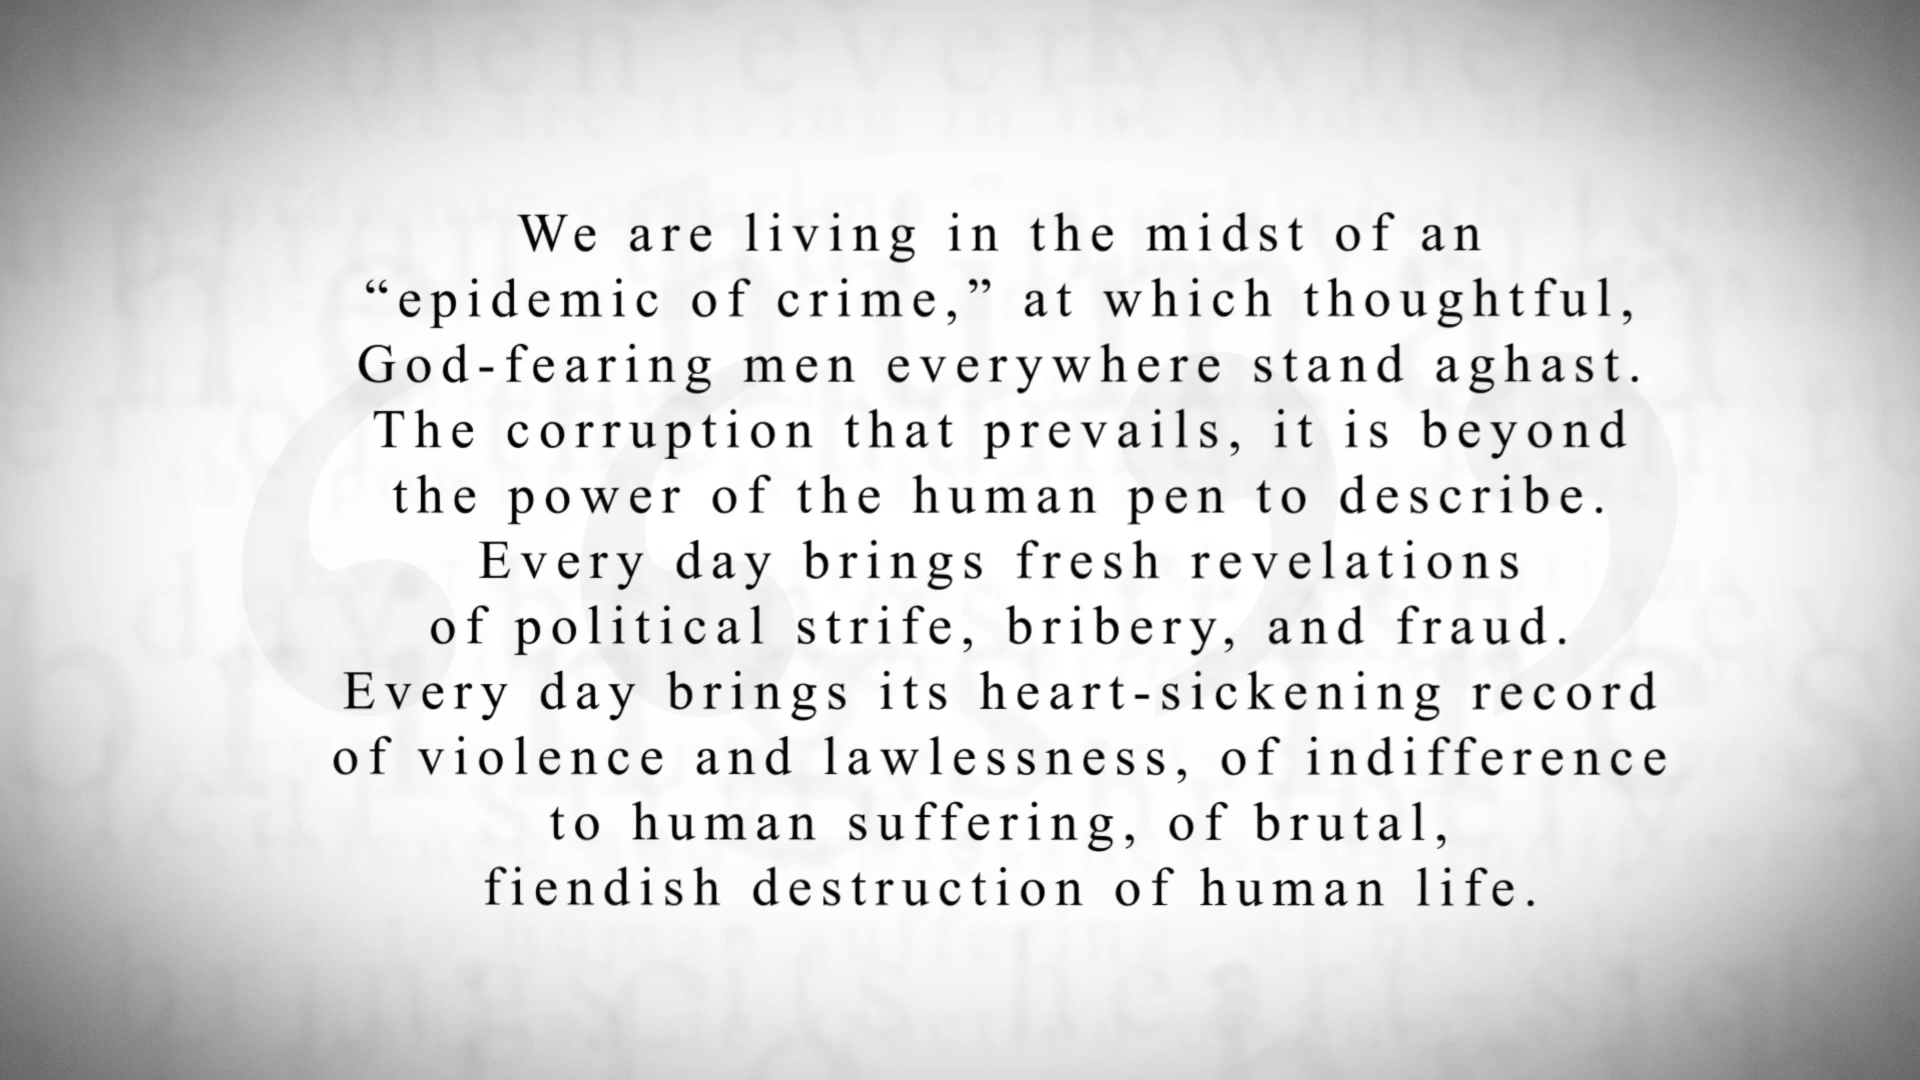 We are living in the midst of an
“epidemic of crime,” at which thoughtful,
God-fearing men everywhere stand aghast.
The corruption that prevails, it is beyond
the power of the human pen to describe.
Every day brings fresh revelations
of political strife, bribery, and fraud.
Every day brings its heart-sickening record
of violence and lawlessness, of indifference
to human suffering, of brutal,
fiendish destruction of human life.